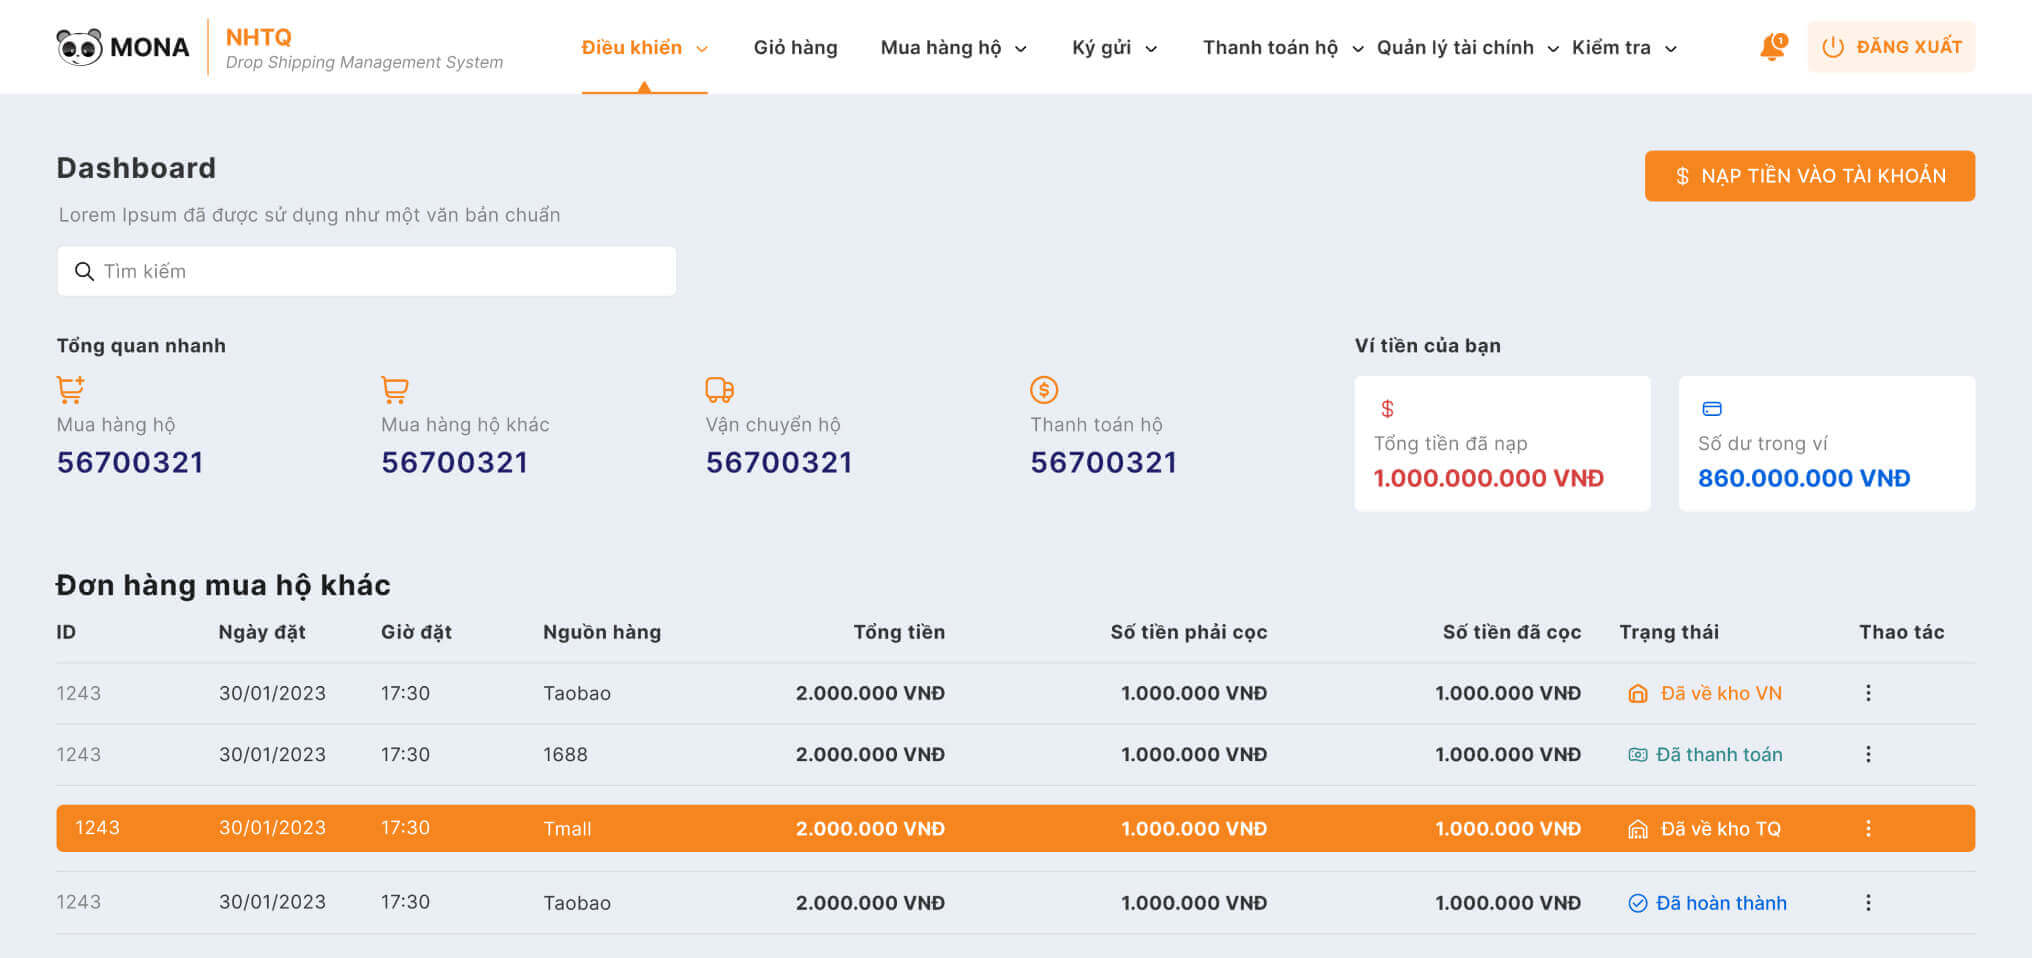 MONA
NHTQ
Drop Shipping Management System
Điều khiển
Giỏ hàng
Mua hàng hộ
Ký gửi
Thanh toán hộ
Quản lý tài chính
Kiểm tra
1
ĐĂNG XUẤT
Dashboard
$ NẠP TIỀN VÀO TÀI KHOẢN
Lorem Ipsum đã được sử dụng như một văn bản chuẩn
Tìm kiếm
Tổng quan nhanh
Mua hàng hộ
56700321
Mua hàng hộ khác
56700321
Vận chuyển hộ
56700321
$
Thanh toán hộ
56700321
Ví tiền của bạn
$
Tổng tiền đã nạp
1.000.000.000 VNĐ
Số dư trong ví
860.000.000 VNĐ
Đơn hàng mua hộ khác
ID Ngày đặt Giờ đặt Nguồn hàng Tổng tiền Số tiền phải cọc Số tiền đã cọc Trạng thái Thao tác
1243 30/01/2023 17:30 Taobao 2.000.000 VNĐ 1.000.000 VNĐ 1.000.000 VNĐ Đã về kho VN
1243 30/01/2023 17:30 1688 2.000.000 VNĐ 1.000.000 VNĐ 1.000.000 VNĐ Đã thanh toán
1243 30/01/2023 17:30 Tmall 2.000.000 VNĐ 1.000.000 VNĐ 1.000.000 VNĐ Đã về kho TQ
1243 30/01/2023 17:30 Taobao 2.000.000 VNĐ 1.000.000 VNĐ 1.000.000 VNĐ Đã hoàn thành